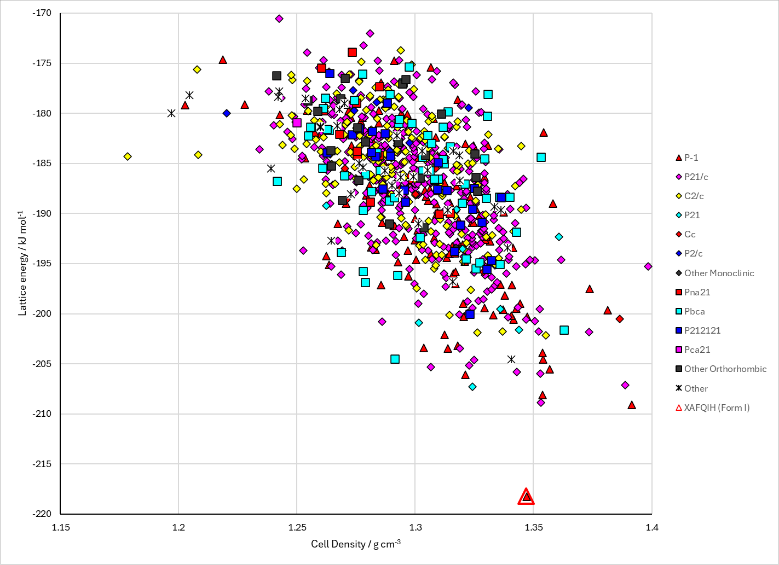 -170
-175
-180
-185
-190
-195
-200
-205
-210
-215
-220
1.15
1.2
1.25
1.3
1.35
1.4
Lattice energy / kJ mol⁻¹
Cell Density / g cm⁻³
P-1
P21/c
C2/c
P21
Cc
P2/c
Other Monoclinic
Pna21
Pbca
P212121
Pca21
Other Orthorhombic
Other
XAFQIH (Form I)